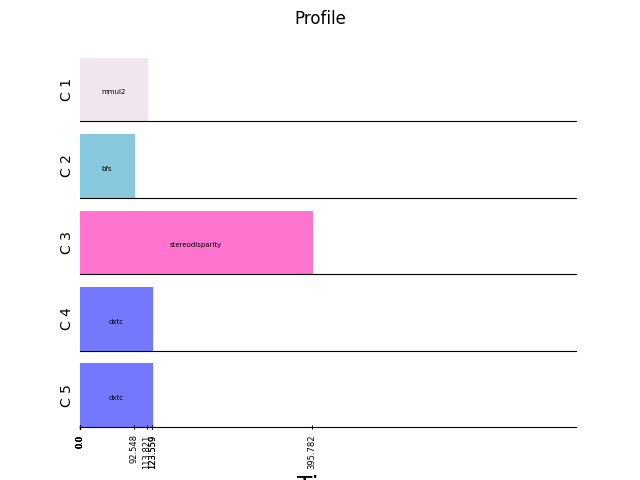 Profile
C 1
mmul2
C 2
bfs
C 3
stereodisparity
C 4
dxtc
C 5
dxtc
0.0
92.548
113.821
123.559
395.782